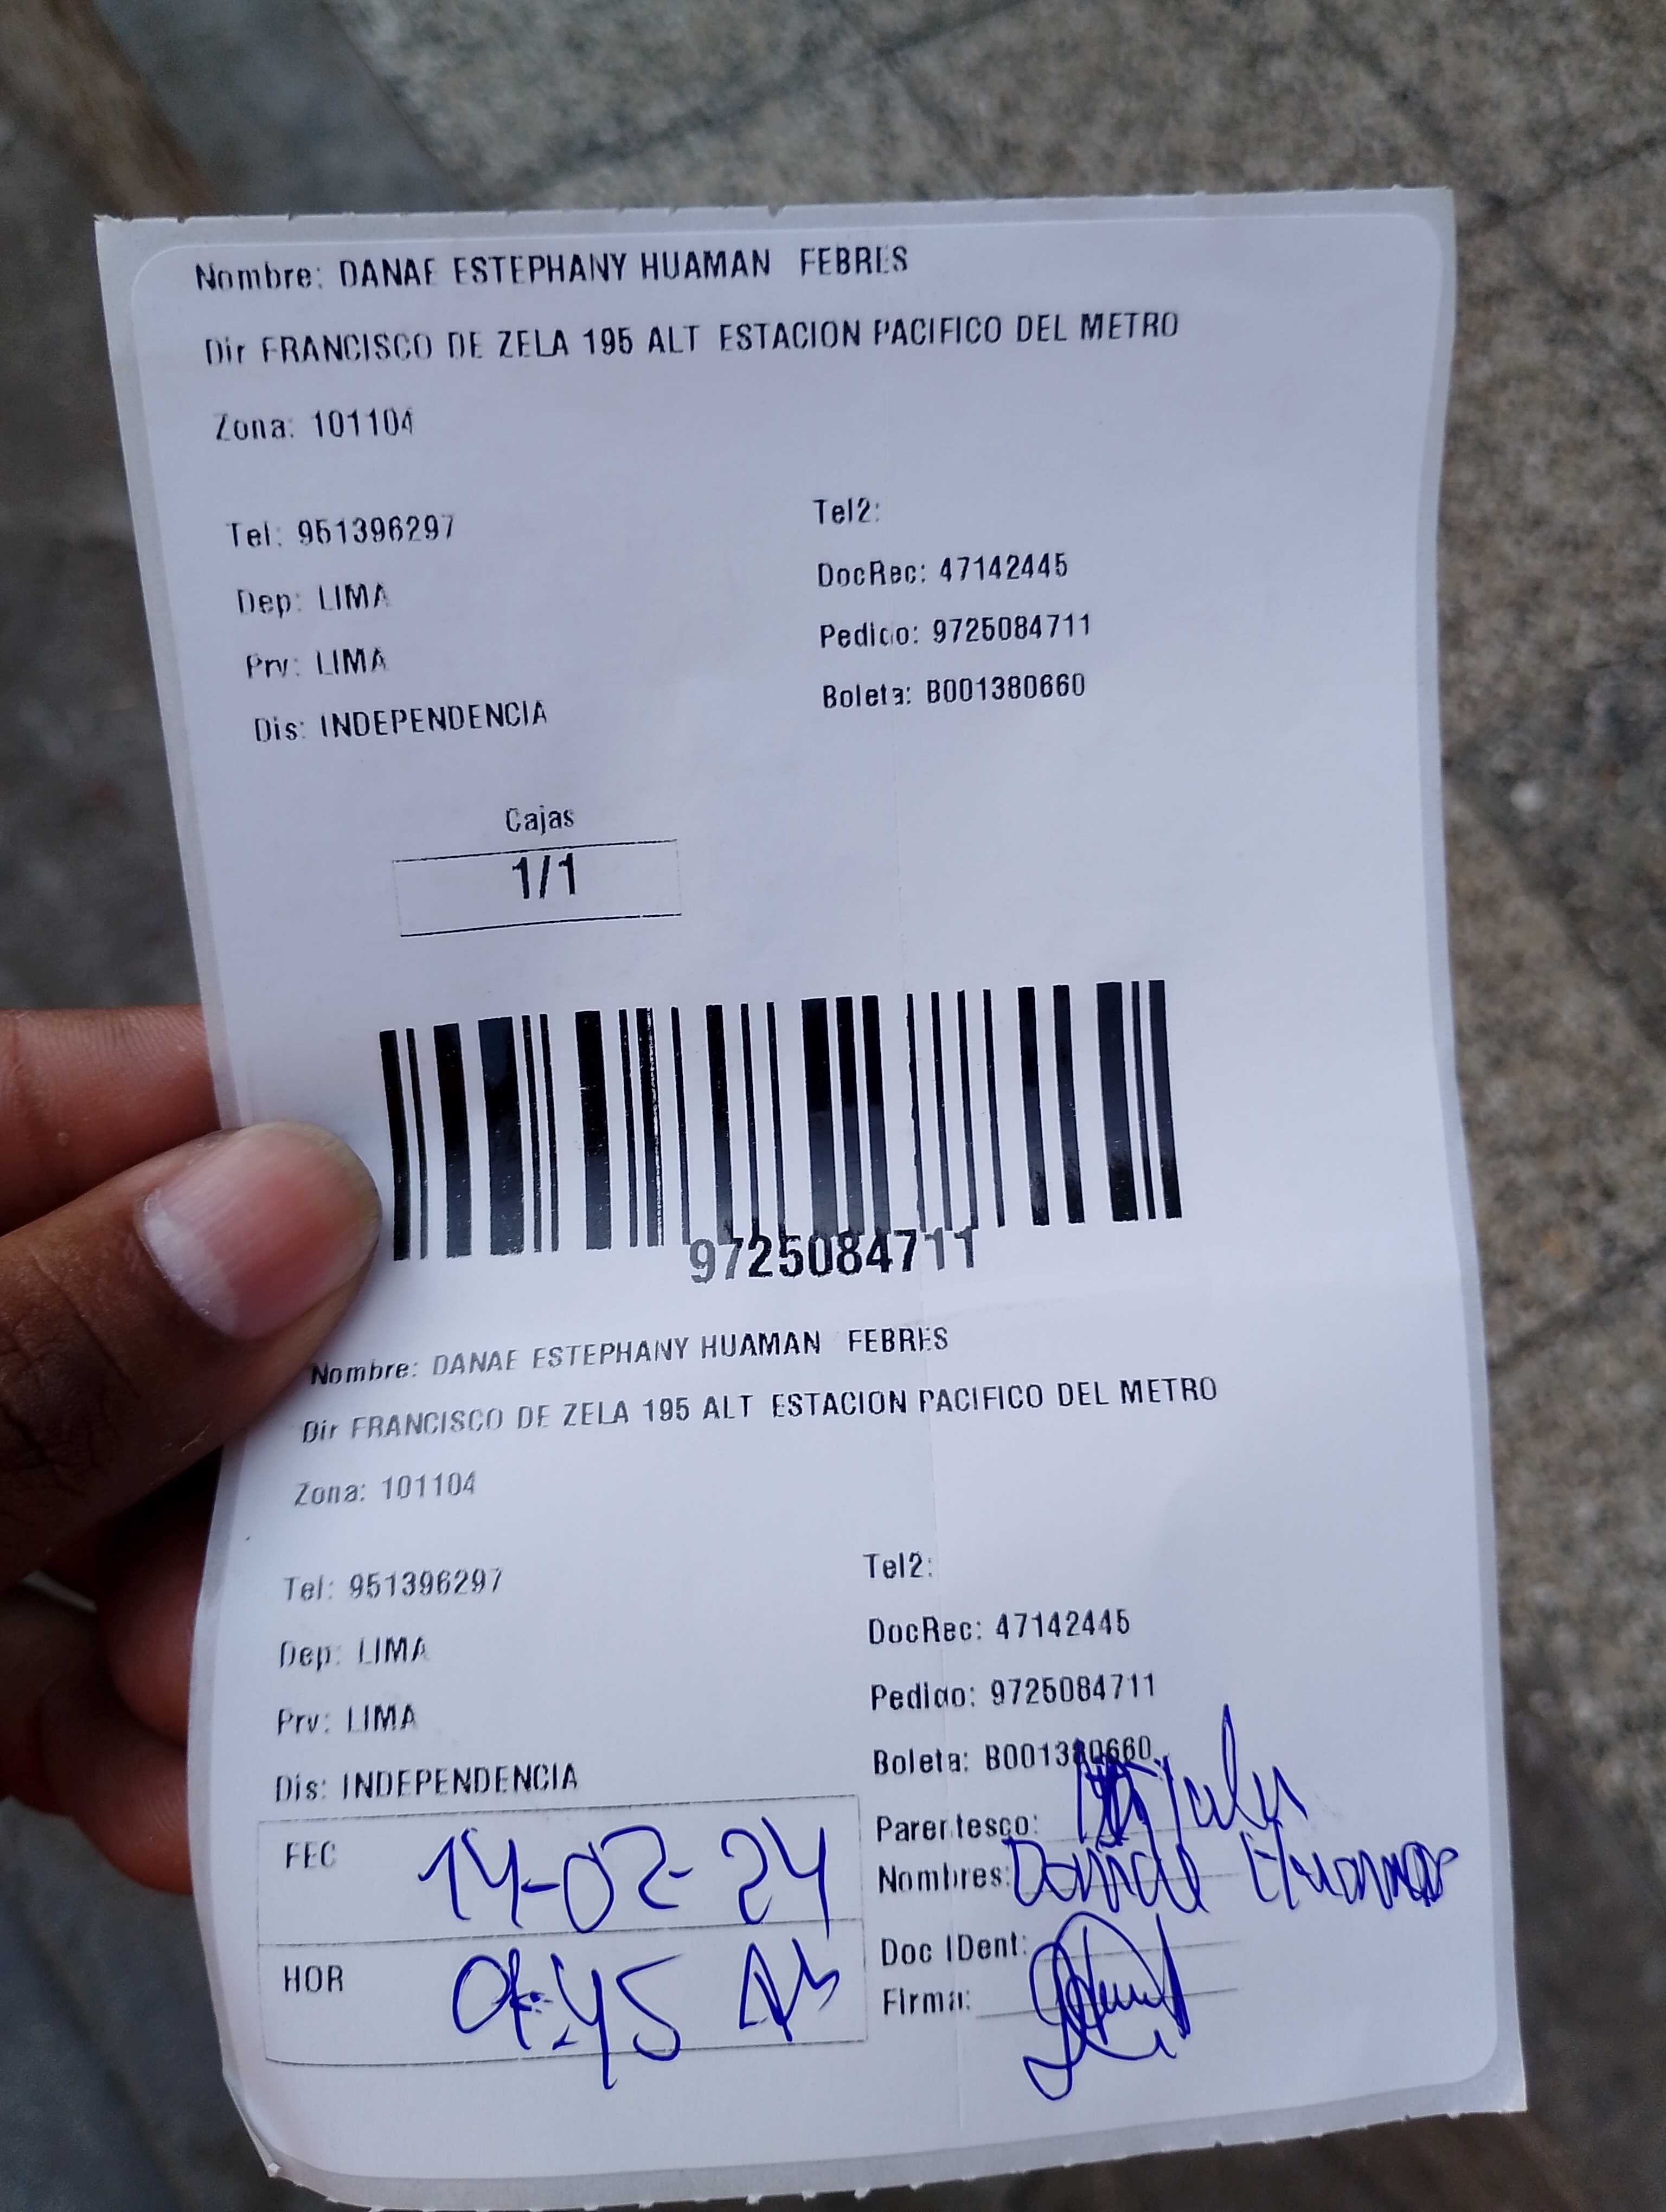 Nombre: DANAE ESTEPHANY HUAMAN FEBRES
Dir FRANCISCO DE ZELA 195 ALT ESTACION PACIFICO DEL METRO
Zona: 101104
Tel: 951396297
Tel2:
Dep: LIMA
DocRec: 47142445
Prv: LIMA
Pedido: 9725084711
Dis: INDEPENDENCIA
Boleta: B001380660
Cajas
1/1
9725084711
Nombre: DANAE ESTEPHANY HUAMAN FEBRES
Dir FRANCISCO DE ZELA 195 ALT ESTACION PACIFICO DEL METRO
Zona: 101104
Tel: 951396297
Tel2:
Dep: LIMA
DocRec: 47142445
Prv: LIMA
Pedido: 9725084711
Dis: INDEPENDENCIA
Boleta: B001380660
Parentesco:
FEC 14-02-24
Nombres:
Doc IDent:
HOR
Firma: